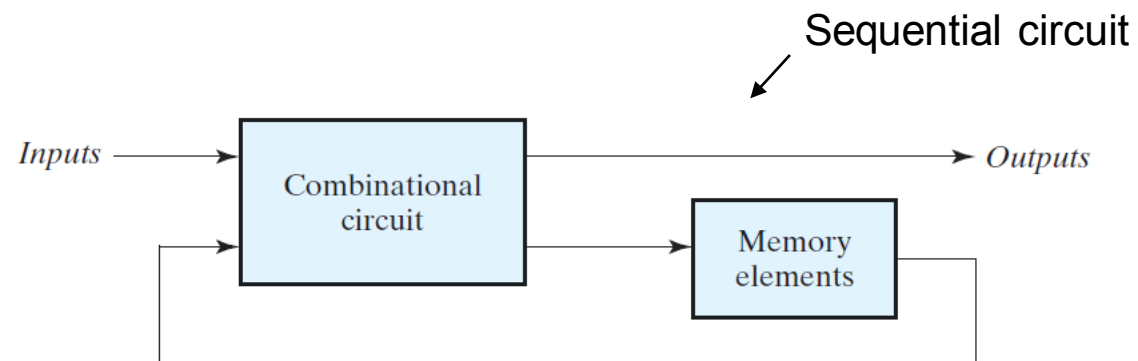 Sequential circuit
Inputs
Combinational
circuit
Outputs
Memory
elements